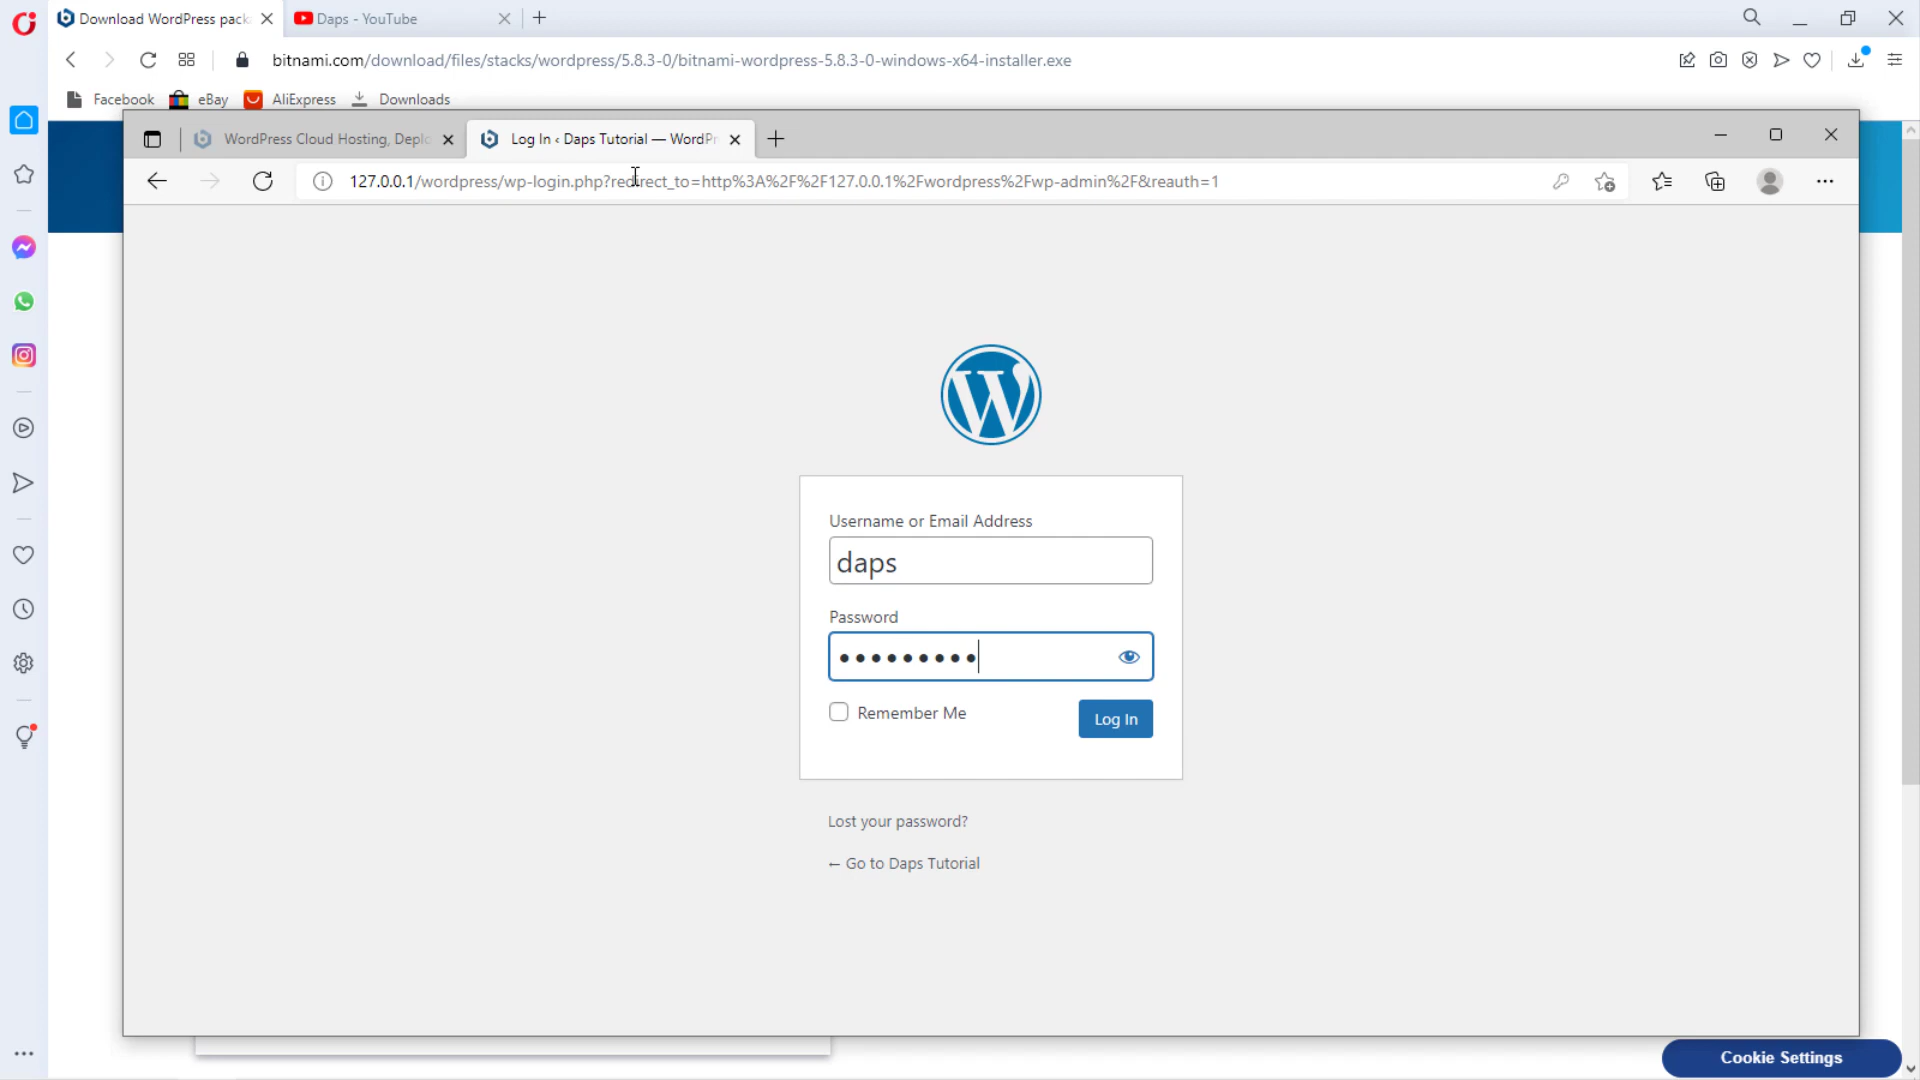 Download WordPress pack
Daps - YouTube
bitnami.com/download/files/stacks/wordpress/5.8.3-0/bitnami-wordpress-5.8.3-0-windows-x64-installer.exe
Facebook eBay AliExpress Downloads
WordPress Cloud Hosting, Deplo
Log In ‹ Daps Tutorial — WordPr
127.0.0.1/wordpress/wp-login.php?redirect_to=http%3A%2F%2F127.0.0.1%2Fwordpress%2Fwp-admin%2F&reauth=1
Username or Email Address
daps
Password
Remember Me
Log In
Lost your password?
← Go to Daps Tutorial
Cookie Settings